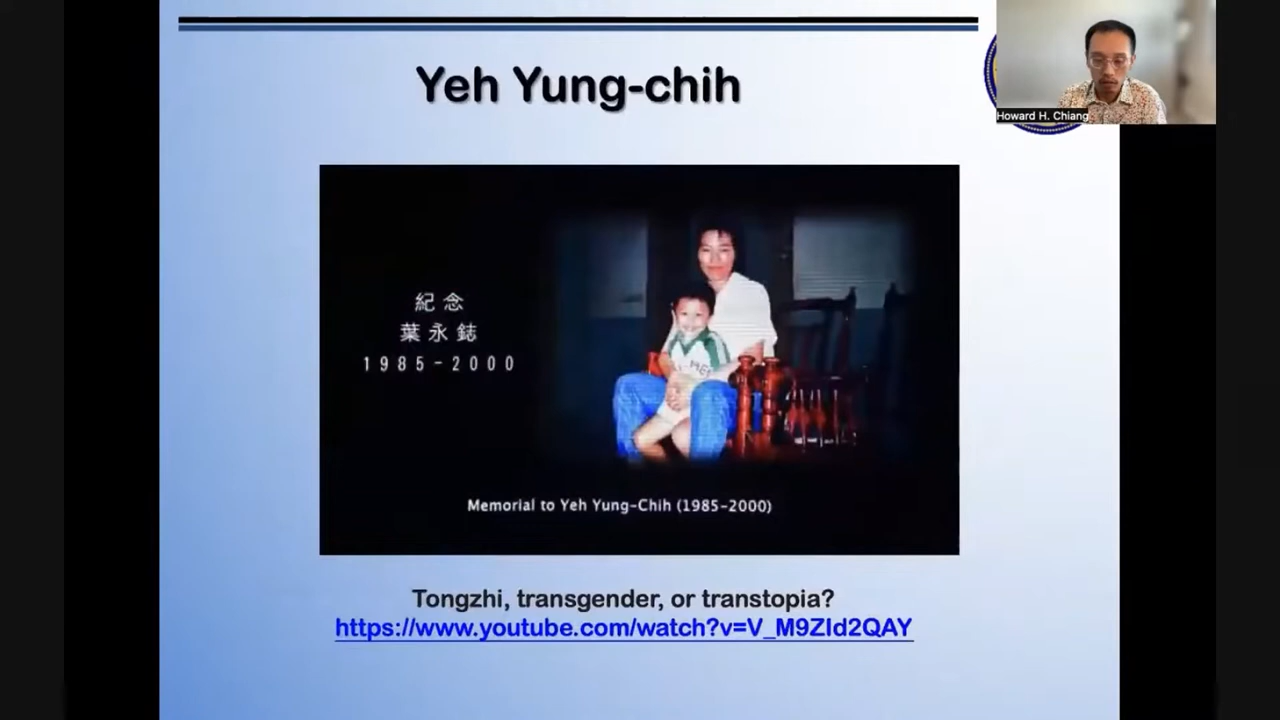 Yeh Yung-chih
Howard H. Chiang
紀念
葉永鋕
1985-2000
Memorial to Yeh Yung-Chih (1985-2000)
Tongzhi, transgender, or transtopia?
https://www.youtube.com/watch?v=V_M9ZId2QAY